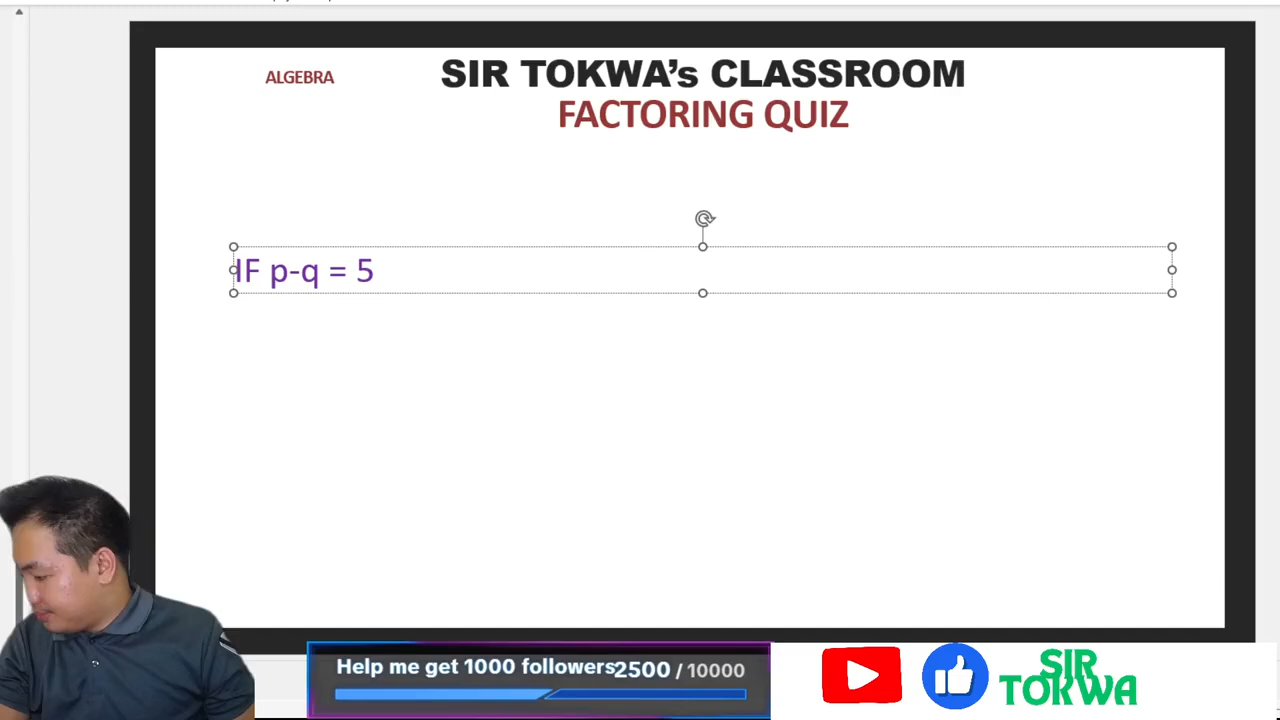 ALGEBRA
SIR TOKWA's CLASSROOM
FACTORING QUIZ
IF p-q = 5
Help me get 1000 followers 2500 / 10000
SIR
TOKWA